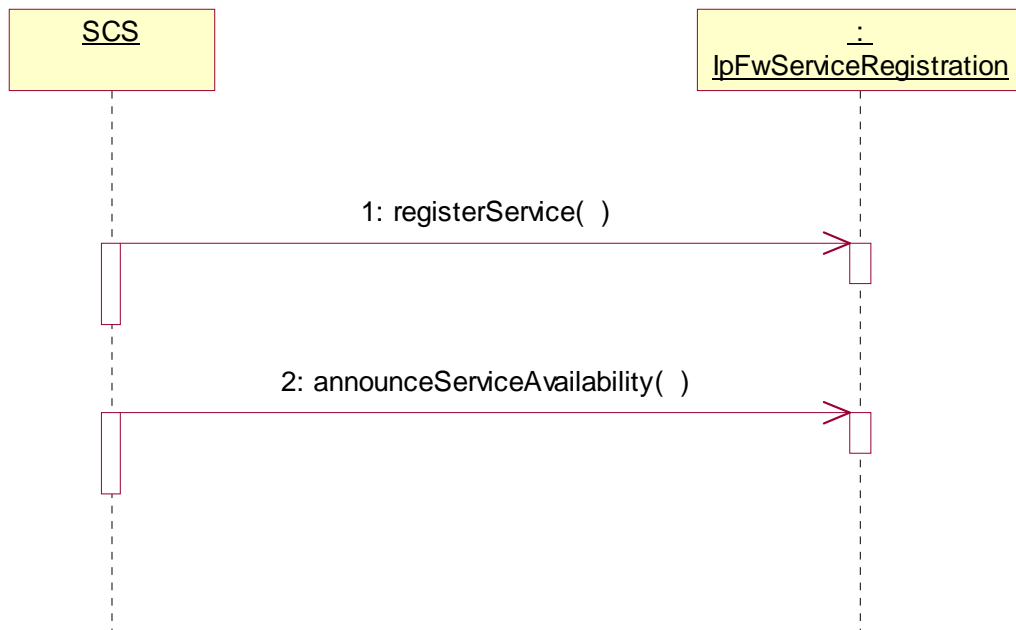 SCS
:
IpFwServiceRegistration
1: registerService(  )
2: announceServiceAvailability(  )